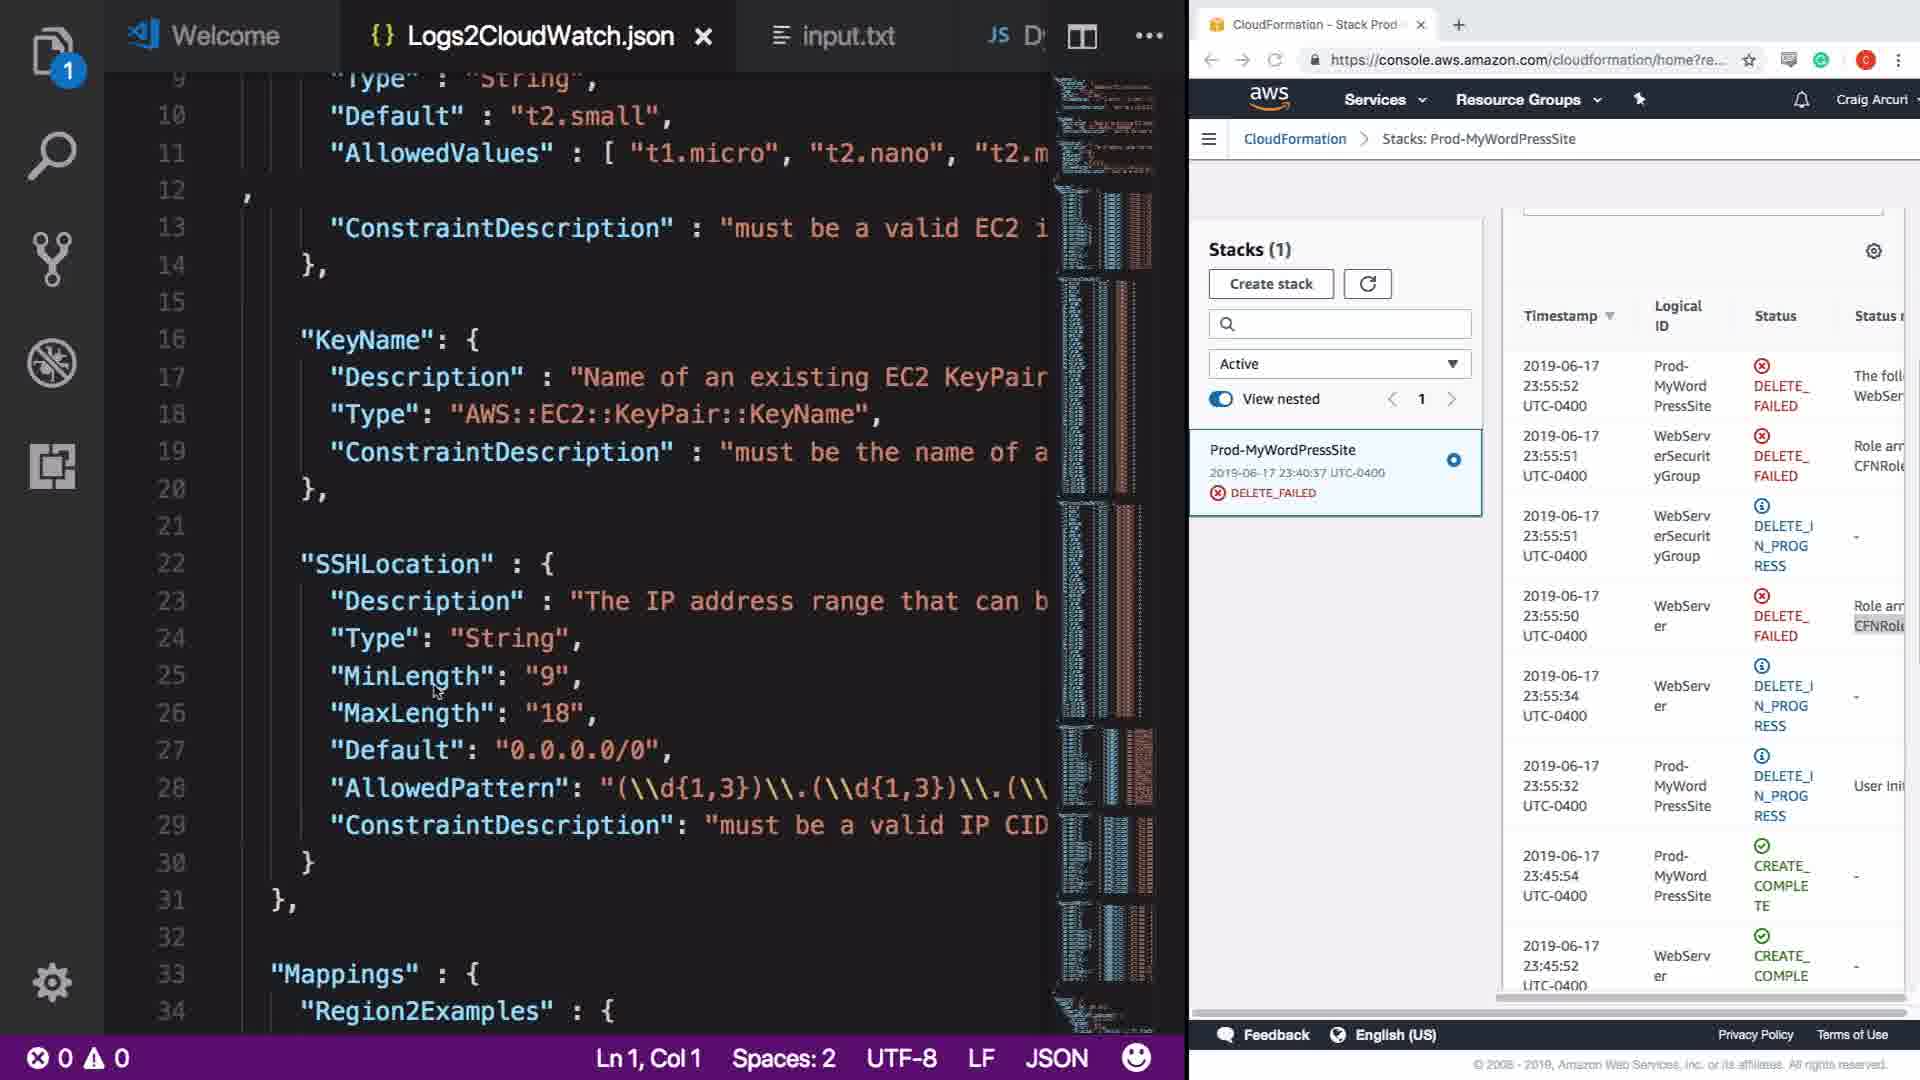 Welcome
{} Logs2CloudWatch.json ×
input.txt
JS
1
9 "Type" : "String",
10 "Default" : "t2.small",
11 "AllowedValues" : [ "t1.micro", "t2.nano", "t2.m
12 ,
13 "ConstraintDescription" : "must be a valid EC2 i
14 },
15
16 "KeyName": {
17 "Description" : "Name of an existing EC2 KeyPair
18 "Type": "AWS::EC2::KeyPair::KeyName",
19 "ConstraintDescription" : "must be the name of a
20 },
21
22 "SSHLocation" : {
23 "Description" : "The IP address range that can b
24 "Type": "String",
25 "MinLength": "9",
26 "MaxLength": "18",
27 "Default": "0.0.0.0/0",
28 "AllowedPattern": "(\\d{1,3})\\.(\\d{1,3})\\.(\\
29 "ConstraintDescription": "must be a valid IP CID
30 }
31 },
32
33 "Mappings" : {
34 "Region2Examples" : {
0 0
Ln 1, Col 1 Spaces: 2 UTF-8 LF JSON
CloudFormation - Stack Prod × +
https://console.aws.amazon.com/cloudformation/home?re...
C
aws Services Resource Groups Craig Arcuri
CloudFormation > Stacks: Prod-MyWordPressSite
Stacks (1)
Create stack
Active
View nested < 1 >
Prod-MyWordPressSite
2019-06-17 23:40:37 UTC-0400
DELETE_FAILED
Timestamp Logical ID Status Status
2019-06-17 23:55:52 UTC-0400 Prod-MyWordPressSite DELETE_FAILED The foll WebSer
2019-06-17 23:55:51 UTC-0400 WebServerSecurityGroup DELETE_FAILED Role arr CFNRole
2019-06-17 23:55:51 UTC-0400 WebServerSecurityGroup DELETE_IN_PROGRESS -
2019-06-17 23:55:50 UTC-0400 WebServer DELETE_FAILED Role arr CFNRole
2019-06-17 23:55:34 UTC-0400 WebServer DELETE_IN_PROGRESS -
2019-06-17 23:55:32 UTC-0400 Prod-MyWordPressSite DELETE_IN_PROGRESS User Ini
2019-06-17 23:45:54 UTC-0400 Prod-MyWordPressSite CREATE_COMPLETE -
2019-06-17 23:45:52 UTC-0400 WebServer CREATE_COMPLE -
Feedback English (US) Privacy Policy Terms of Use
© 2008 - 2019, Amazon Web Services, Inc. or its affiliates. All rights reserved.